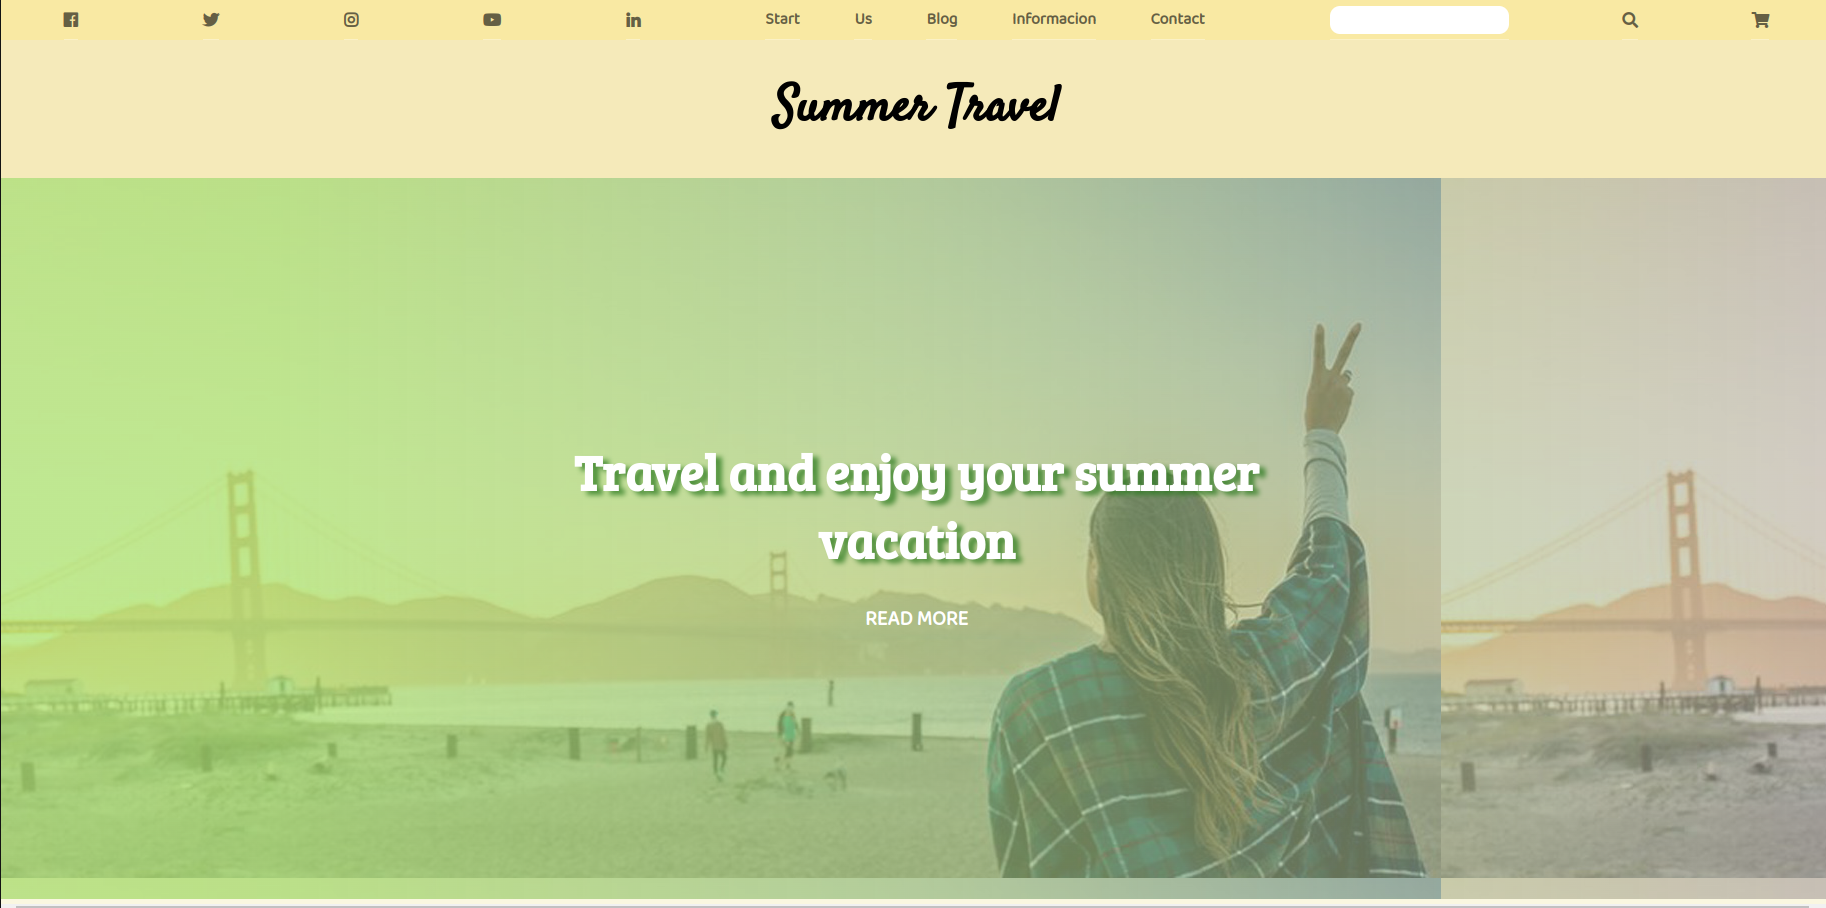 Start Us Blog Informacion Contact
Summer Travel
Travel and enjoy your summer
vacation
READ MORE